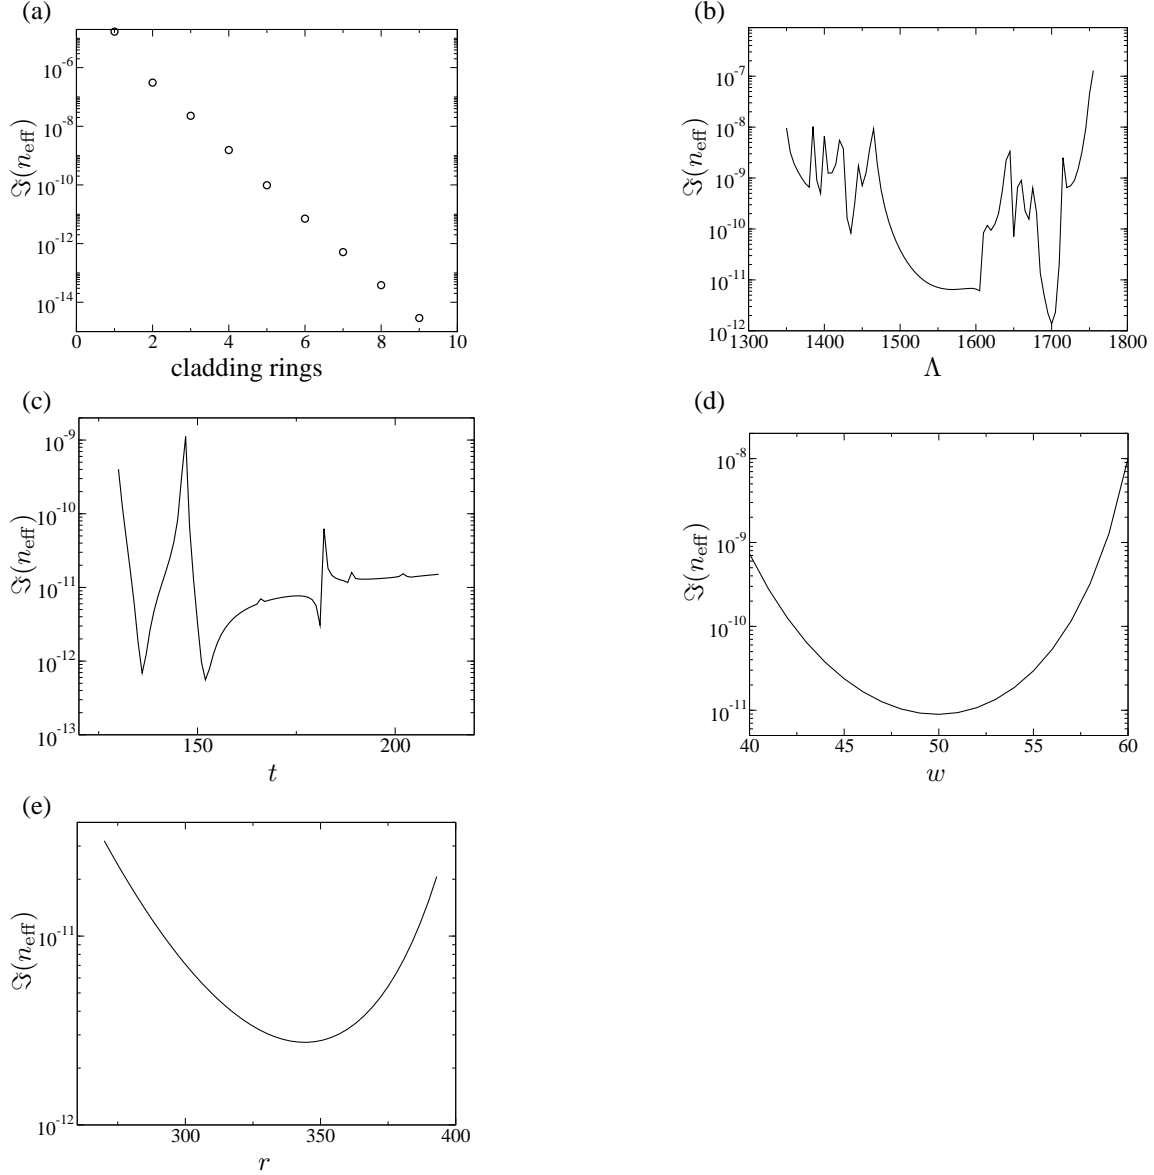 (a)
10^-6
10^-8
10^-10
10^-12
10^-14
ℑ(n_eff)
0 2 4 6 8 10
cladding rings
(b)
10^-7
10^-8
10^-9
10^-10
10^-11
10^-12
ℑ(n_eff)
1300 1400 1500 1600 1700 1800
Λ
(c)
10^-9
10^-10
10^-11
10^-12
10^-13
ℑ(n_eff)
150 200
t
(d)
10^-8
10^-9
10^-10
10^-11
ℑ(n_eff)
40 45 50 55 60
w
(e)
10^-11
10^-12
ℑ(n_eff)
300 350 400
r